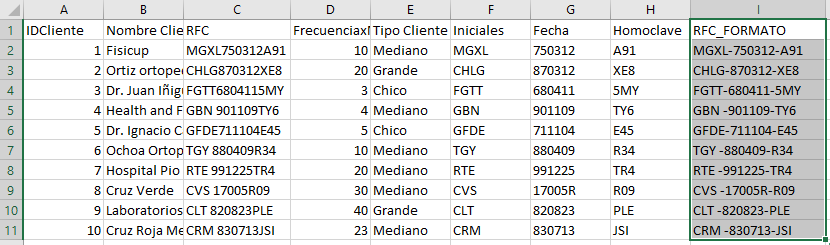 A B C D E F G H I
1 IDCliente Nombre Clie RFC FrecuenciaxM Tipo Cliente Iniciales Fecha Homoclave RFC_FORMATO
2 1 Fisicup MGXL750312A91 10 Mediano MGXL 750312 A91 MGXL-750312-A91
3 2 Ortiz ortoped CHLG870312XE8 20 Grande CHLG 870312 XE8 CHLG-870312-XE8
4 3 Dr. Juan Iñigu FGTT6804115MY 3 Chico FGTT 680411 5MY FGTT-680411-5MY
5 4 Health and F GBN 901109TY6 4 Mediano GBN 901109 TY6 GBN -901109-TY6
6 5 Dr. Ignacio C GFDE711104E45 5 Chico GFDE 711104 E45 GFDE-711104-E45
7 6 Ochoa Ortop TGY 880409R34 10 Mediano TGY 880409 R34 TGY -880409-R34
8 7 Hospital Pio RTE 991225TR4 20 Mediano RTE 991225 TR4 RTE -991225-TR4
9 8 Cruz Verde CVS 17005R09 30 Mediano CVS 17005R R09 CVS -17005R-R09
10 9 Laboratorios CLT 820823PLE 40 Grande CLT 820823 PLE CLT -820823-PLE
11 10 Cruz Roja Me CRM 830713JSI 23 Mediano CRM 830713 JSI CRM -830713-JSI